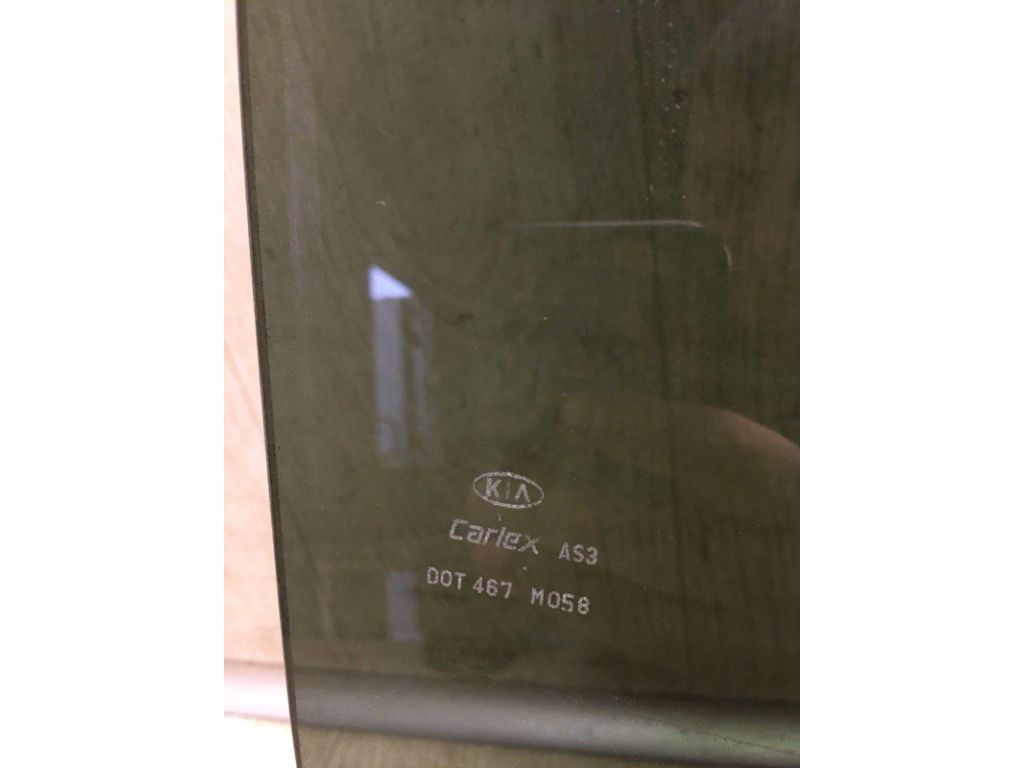 KIA
Carlex AS3
DOT 467 M058